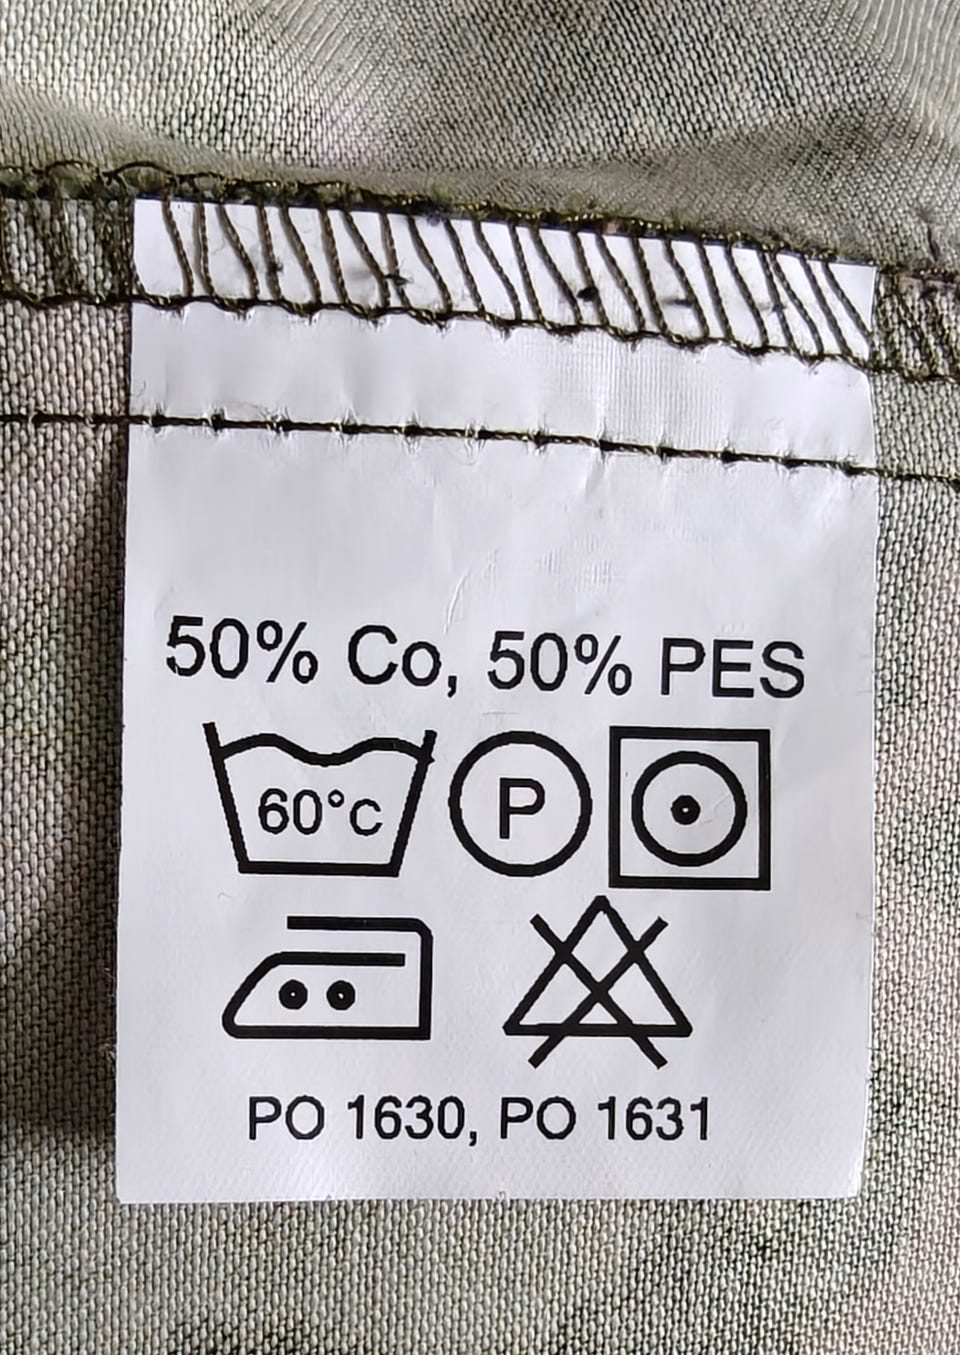 50% Co, 50% PES
60°C P
PO 1630, PO 1631